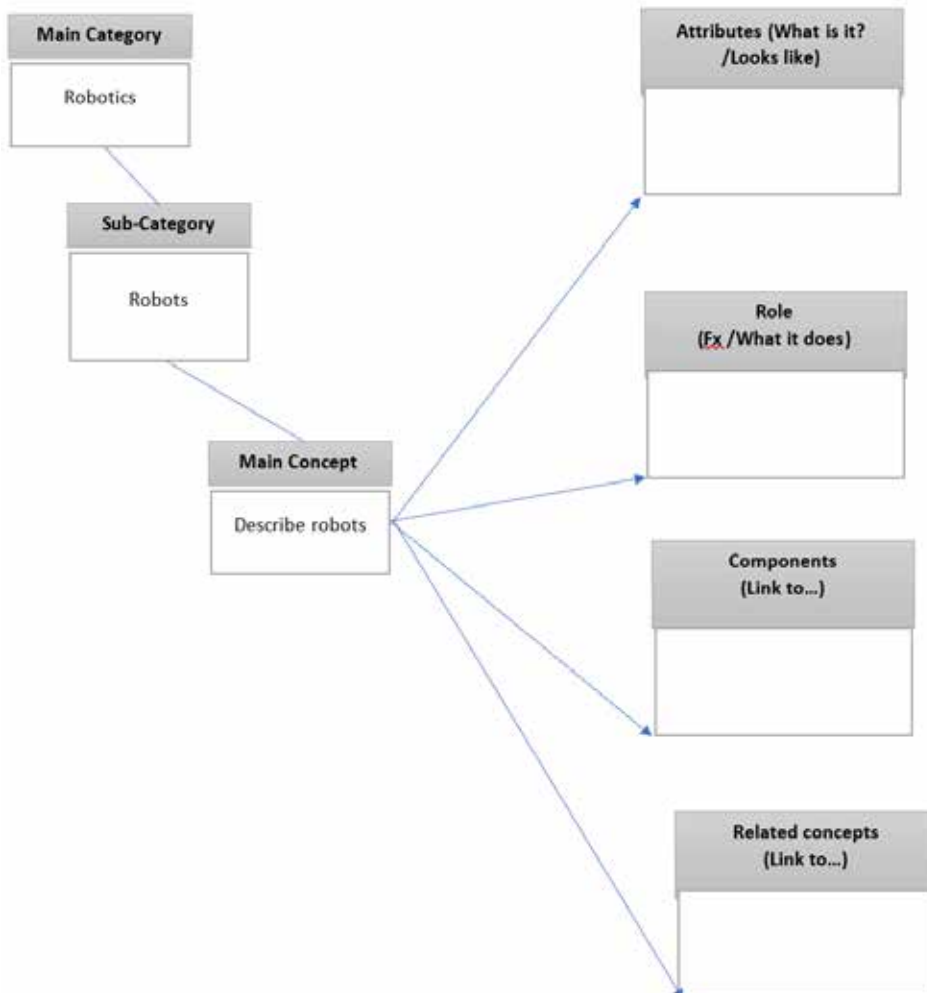 Main Category
Robotics
Sub-Category
Robots
Main Concept
Describe robots
Attributes (What is it?
/Looks like)
Role
(Fx /What it does)
Components
(Link to...)
Related concepts
(Link to...)